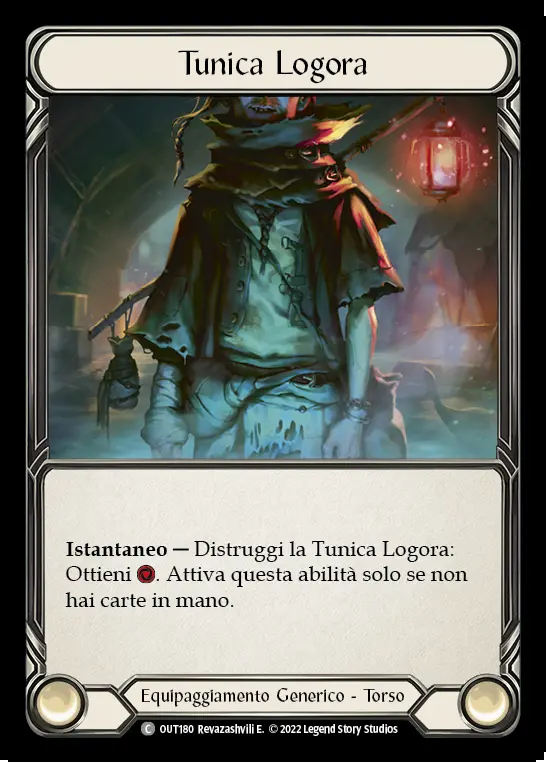 Tunica Logora
Istantaneo — Distruggi la Tunica Logora:
Ottieni . Attiva questa abilità solo se non
hai carte in mano.
Equipaggiamento Generico - Torso
C OUT180 Revazashvili E. © 2022 Legend Story Studios